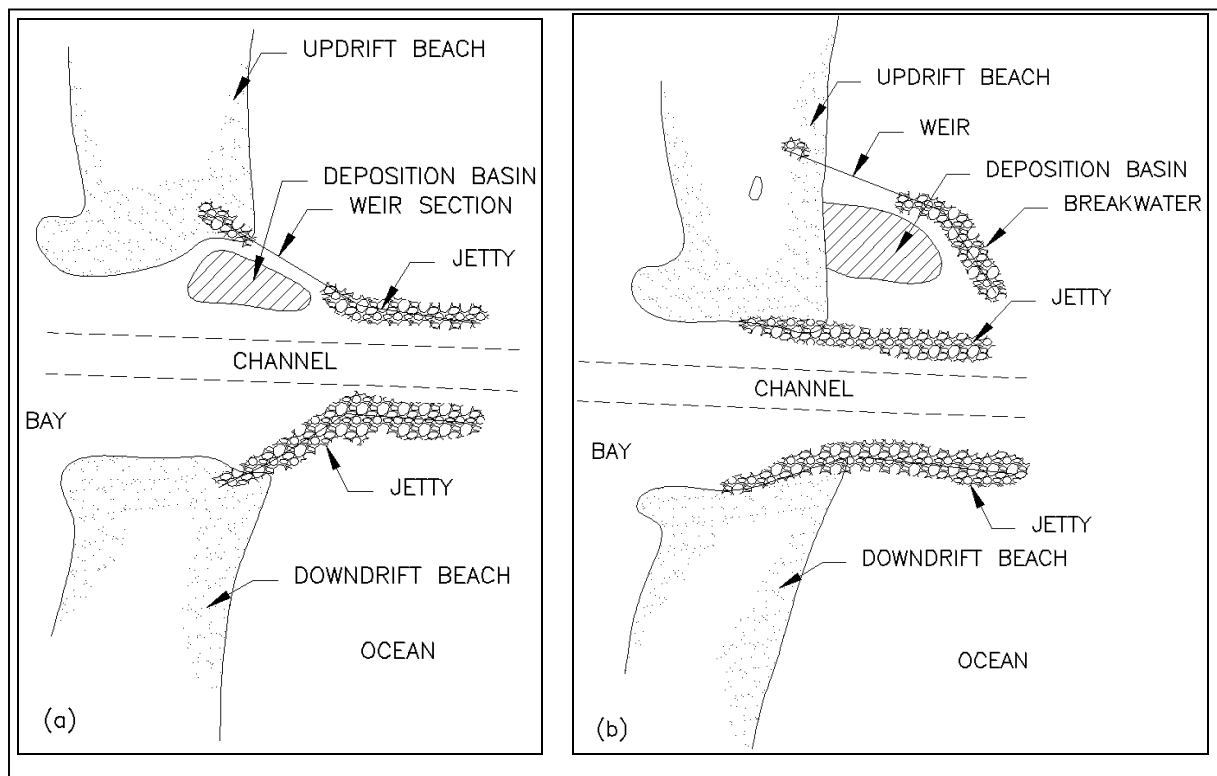 UPDRIFT BEACH
DEPOSITION BASIN
WEIR SECTION
JETTY
CHANNEL
BAY
JETTY
DOWNDRIFT BEACH
OCEAN
(a)
UPDRIFT BEACH
WEIR
DEPOSITION BASIN
BREAKWATER
JETTY
CHANNEL
BAY
JETTY
DOWNDRIFT BEACH
OCEAN
(b)